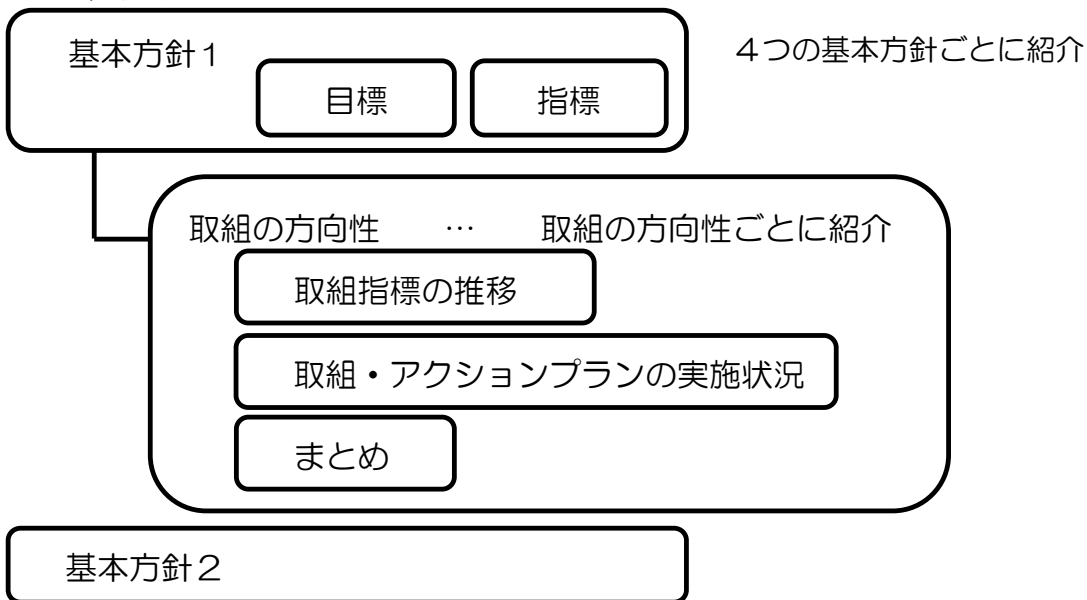 基本方針１
４つの基本方針ごとに紹介
目標
指標
取組の方向性　…　取組の方向性ごとに紹介
取組指標の推移
取組・アクションプランの実施状況
まとめ
基本方針２